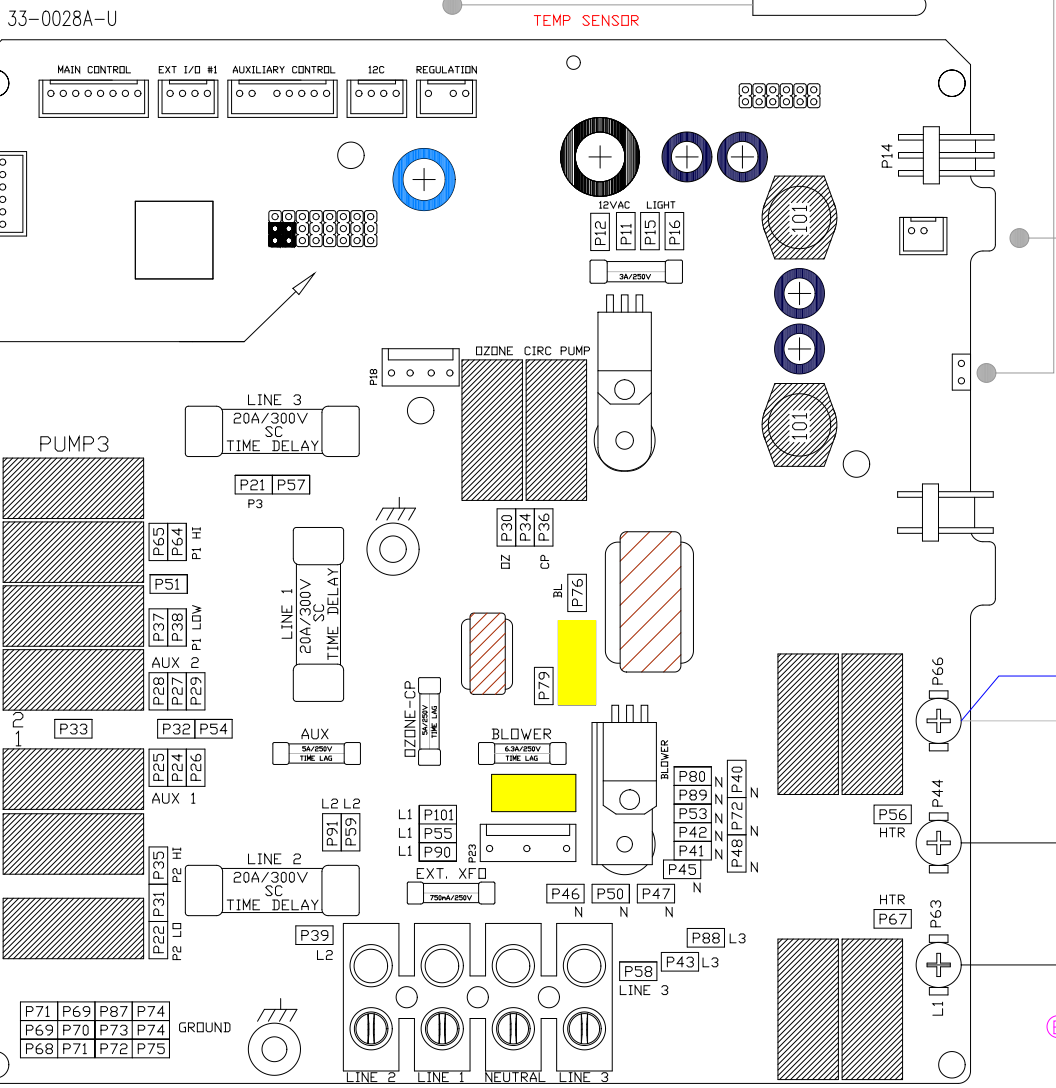 33-0028A-U
TEMP SENSOR
MAIN CONTROL
EXT I/O #1
AUXILIARY CONTROL
12C
REGULATION
P14
12VAC
LIGHT
P12
P11
P15
P16
3A/250V
101
P18
OZONE
CIRC PUMP
LINE 3
20A/300V
SC
TIME DELAY
101
PUMP3
P21
P57
P3
P65
P64
P1 HI
P30
P34
P36
OZ
CP
P51
LINE 1
20A/300V
SC
TIME DELAY
BL
P76
P37
P38
P1 LOW
AUX 2
P28
P27
P29
P79
P66
2
1
P33
P32
P54
OZONE-CP
5A/250V
TIME LAG
AUX
5A/250V
TIME LAG
BLOWER
6.3A/250V
TIME LAG
BLOWER
P25
P24
P26
AUX 1
P80
N
P89
N
P53
N
P42
N
P41
N
P40
N
P72
N
P48
N
P45
N
P44
P56
HTR
L2
L2
P91
P59
L1
P101
L1
P55
L1
P90
P23
P35
P2 HI
P31
P22
P2 LO
LINE 2
20A/300V
SC
TIME DELAY
EXT. XFO
750mA/250V
P46
N
P50
N
P47
N
HTR
P67
P63
P39
L2
P88
L3
P43
L3
P58
LINE 3
L1
P71
P69
P87
P74
P69
P70
P73
P74
P68
P71
P72
P75
GROUND
LINE 2
LINE 1
NEUTRAL
LINE 3